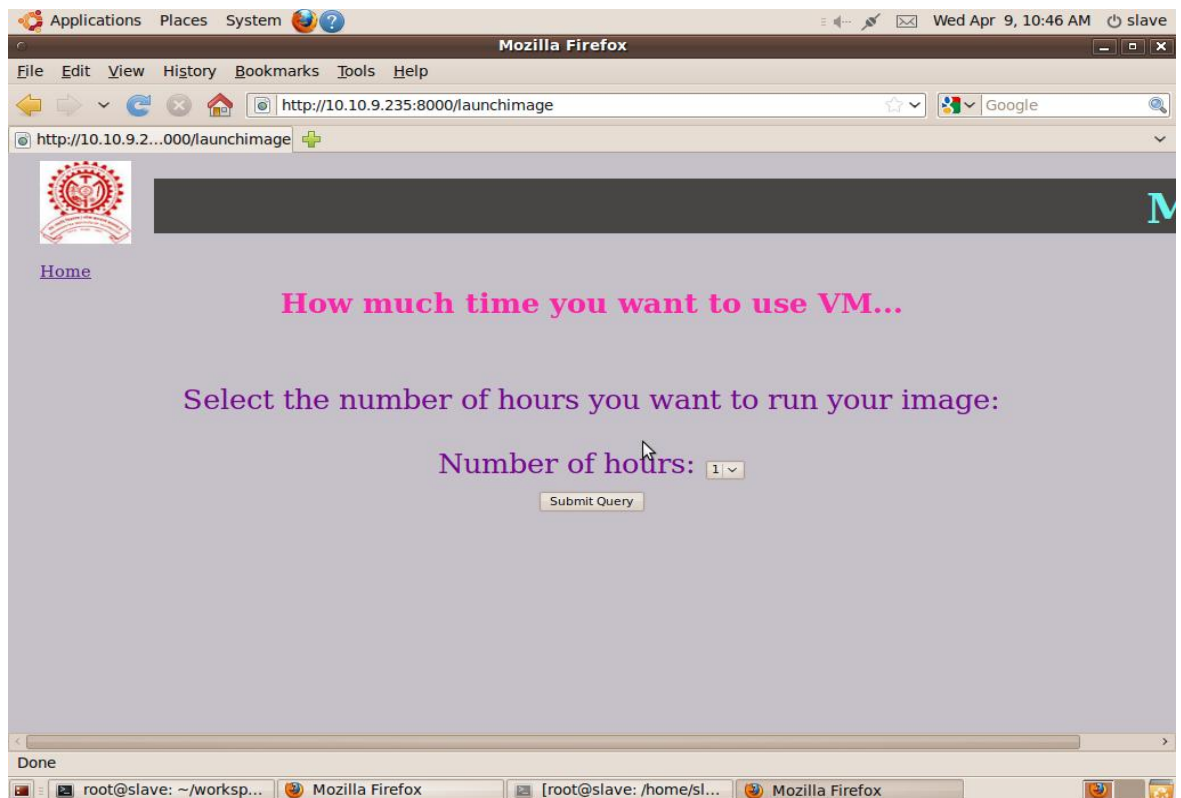 Applications Places System Wed Apr 9, 10:46 AM slave
Mozilla Firefox
File Edit View History Bookmarks Tools Help
http://10.10.9.235:8000/launchimage Google
http://10.10.9.2...000/launchimage
M
Home
How much time you want to use VM...
Select the number of hours you want to run your image:
Number of hours: 1
Submit Query
Done
root@slave: ~/worksp... Mozilla Firefox [root@slave: /home/sl... Mozilla Firefox